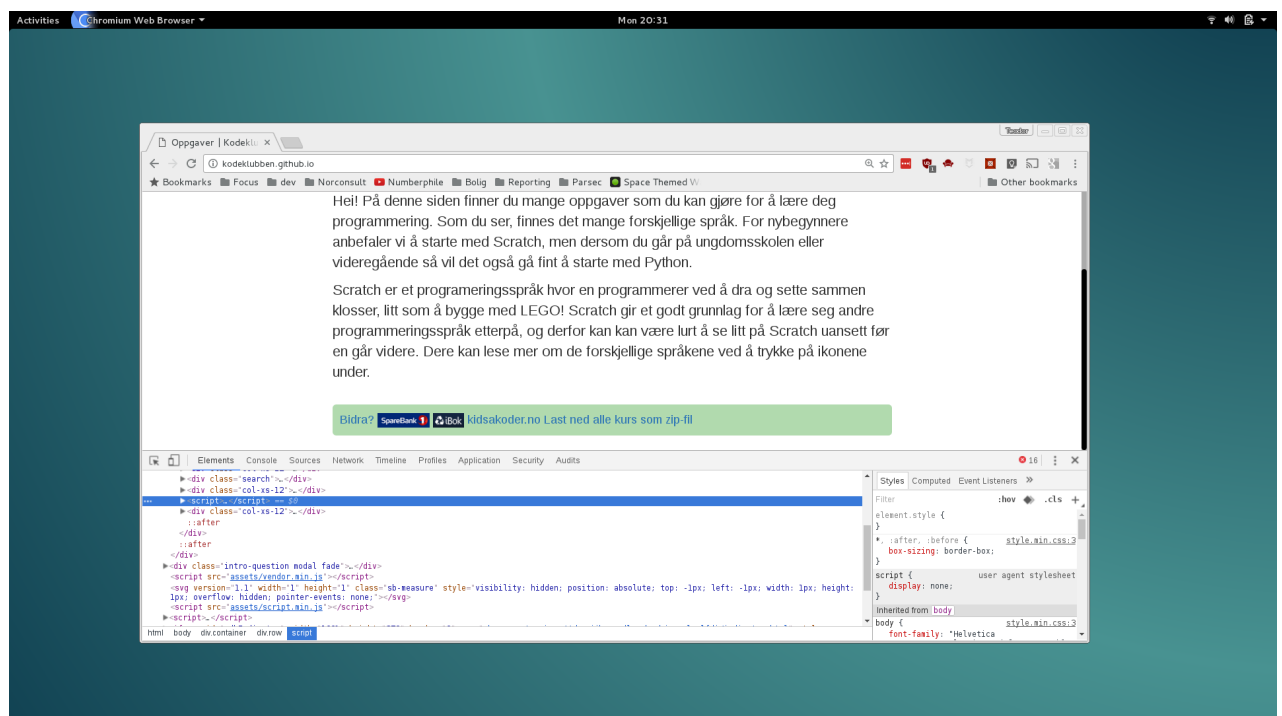 Activities Chromium Web Browser Mon 20:31
Oppgaver | Kodeklu
kodeklubben.github.io
Bookmarks Focus dev Norconsult Numberphile Bolig Reporting Parsec Space Themed W Other bookmarks
Hei! På denne siden finner du mange oppgaver som du kan gjøre for å lære deg
programmering. Som du ser, finnes det mange forskjellige språk. For nybegynnere
anbefaler vi å starte med Scratch, men dersom du går på ungdomsskolen eller
videregående så vil det også gå fint å starte med Python.
Scratch er et programeringsspråk hvor en programmerer ved å dra og sette sammen
klosser, litt som å bygge med LEGO! Scratch gir et godt grunnlag for å lære seg andre
programmeringsspråk etterpå, og derfor kan kan være lurt å se litt på Scratch uansett før
en går videre. Dere kan lese mer om de forskjellige språkene ved å trykke på ikonene
under.
Bidra? SpareBank 1 iBok kidsakoder.no Last ned alle kurs som zip-fil
Elements Console Sources Network Timeline Profiles Application Security Audits 16
<div class="search">…</div>
<div class="col-xs-12">…</div>
<script>…</script> == $0
<div class="col-xs-12">…</div>
::after
</div>
::after
</div>
<div class="intro-question modal fade">…</div>
<script src="assets/vendor.min.js"></script>
<svg version="1.1" width="1" height="1" class="sb-measure" style="visibility: hidden; position: absolute; top: -1px; left: -1px; width: 1px; height:
1px; overflow: hidden; pointer-events: none;"></svg>
<script src="assets/script.min.js"></script>
<script>…</script>
html body div.container div.row script
Styles Computed Event Listeners
Filter :hov .cls +
element.style {
}
*, :after, :before { style.min.css:3
box-sizing: border-box;
}
script { user agent stylesheet
display: none;
}
Inherited from body
body { style.min.css:3
font-family: "Helvetica